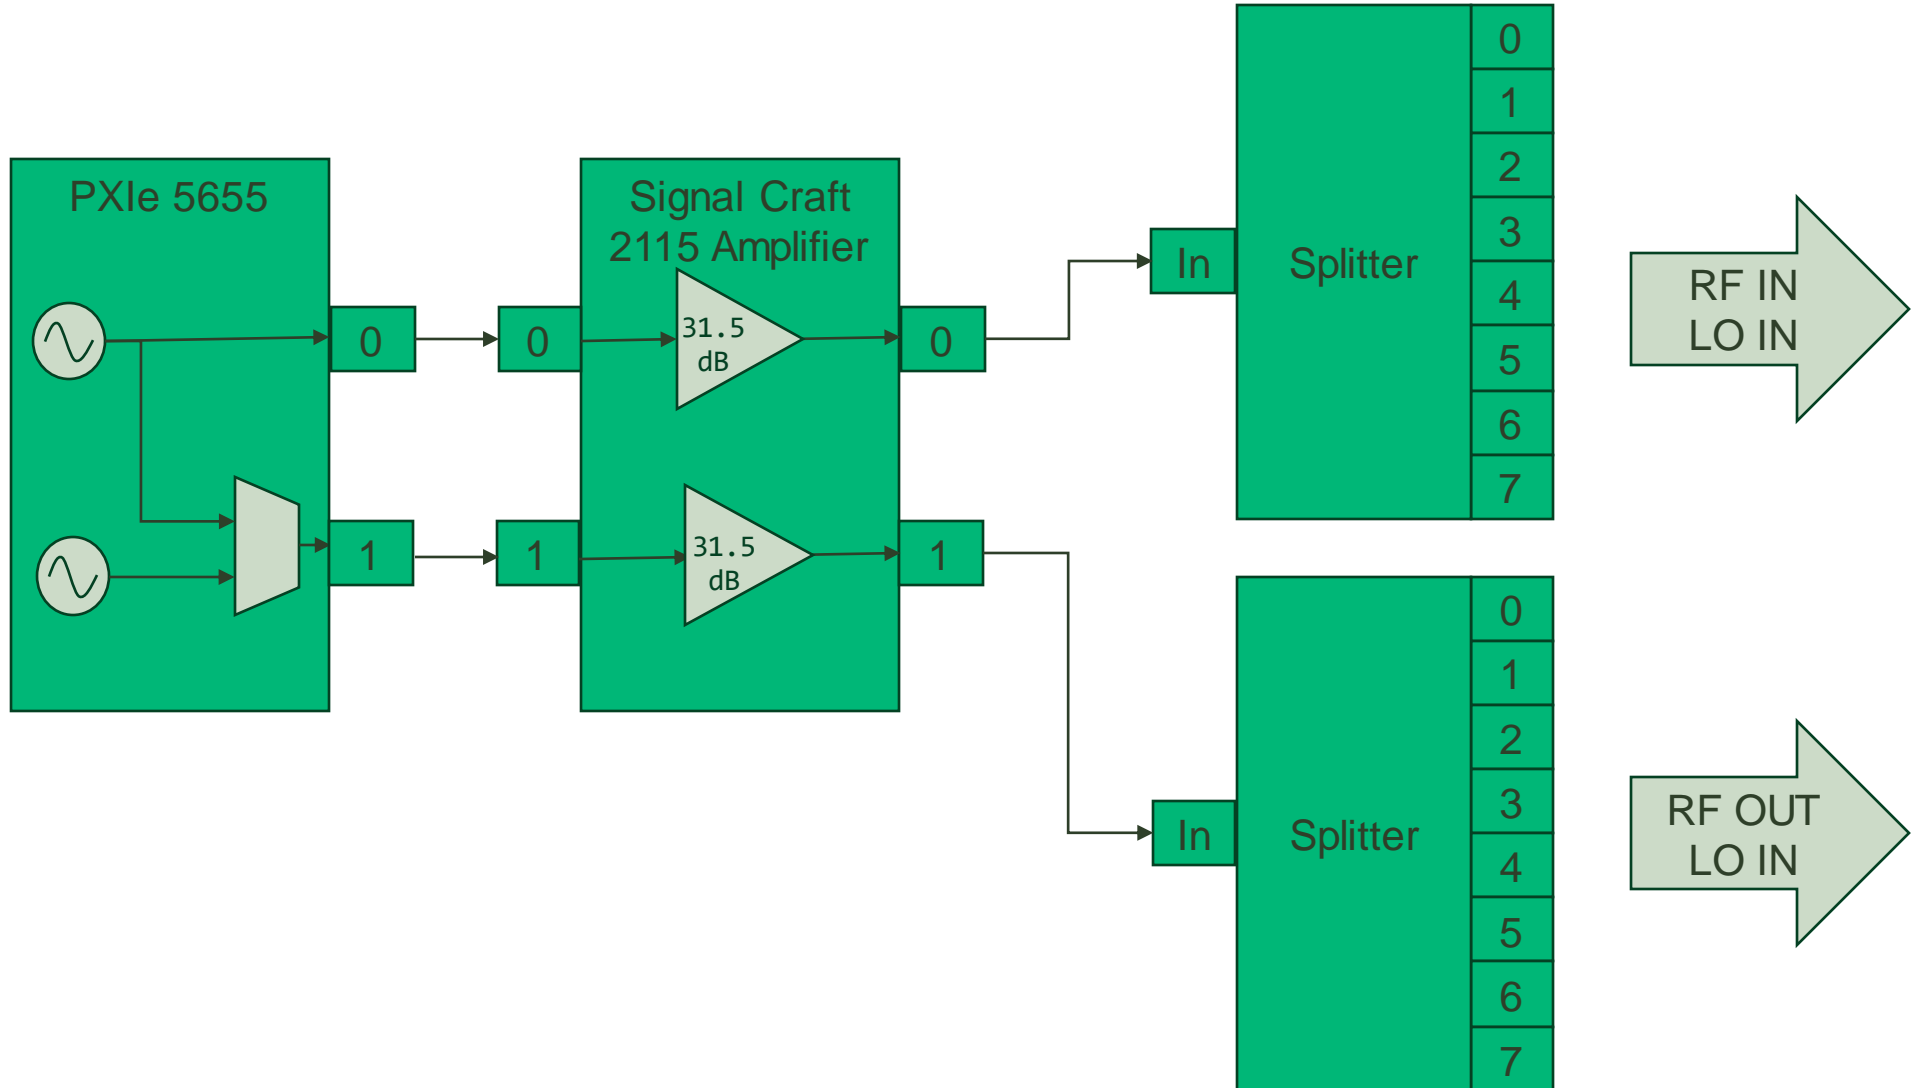 PXIe 5655
0
1
Signal Craft
2115 Amplifier
0
31.5
dB
0
1
31.5
dB
1
In
Splitter
0
1
2
3
4
5
6
7
RF IN
LO IN
In
Splitter
0
1
2
3
4
5
6
7
RF OUT
LO IN